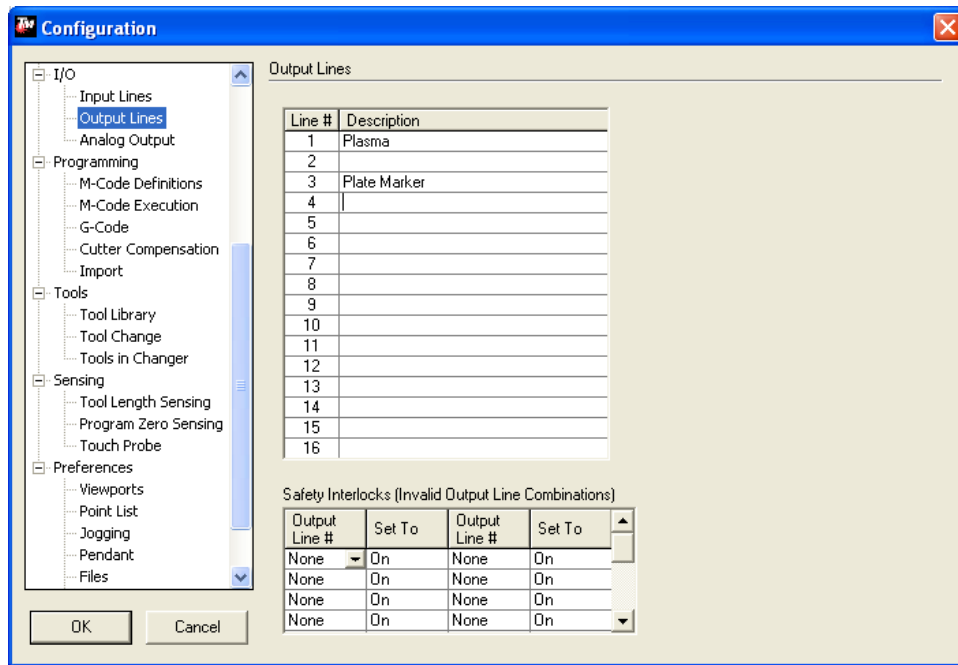 Configuration
I/O
Input Lines
Output Lines
Analog Output
Programming
M-Code Definitions
M-Code Execution
G-Code
Cutter Compensation
Import
Tools
Tool Library
Tool Change
Tools in Changer
Sensing
Tool Length Sensing
Program Zero Sensing
Touch Probe
Preferences
Viewports
Point List
Jogging
Pendant
Files
OK Cancel
Output Lines
Line # Description
1 Plasma
2
3 Plate Marker
4
5
6
7
8
9
10
11
12
13
14
15
16
Safety Interlocks (Invalid Output Line Combinations)
Output Line # Set To Output Line # Set To
None On None On
None On None On
None On None On
None On None On